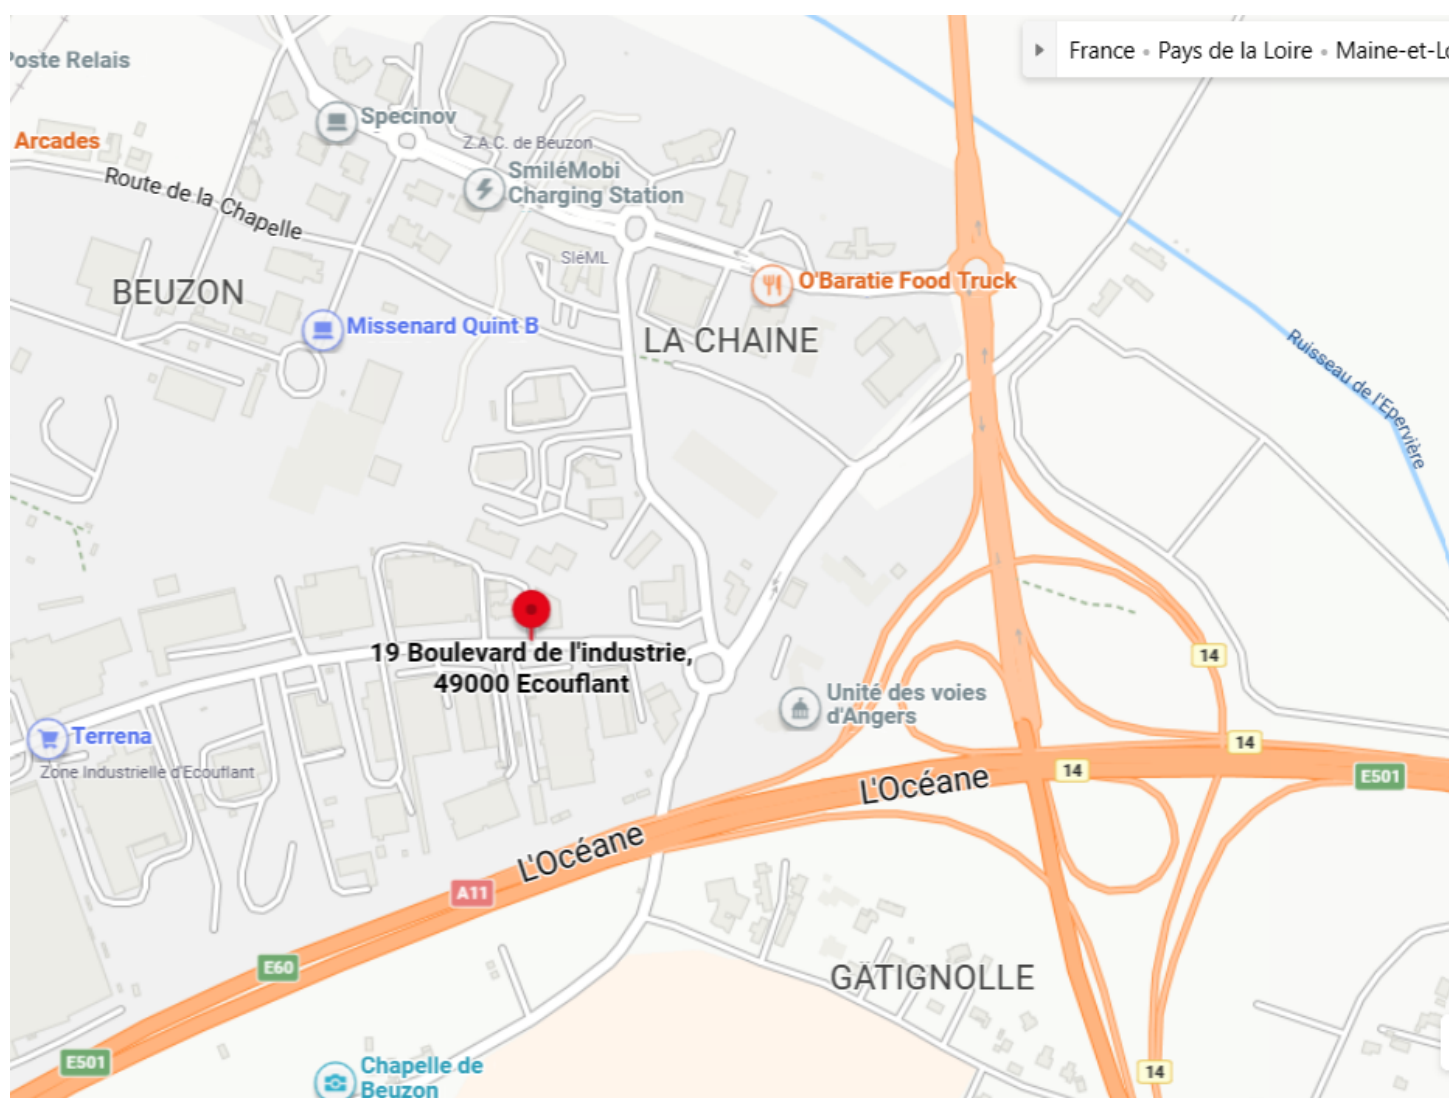 France • Pays de la Loire • Maine-et-Lo
Poste Relais
Specinov
Arcades
Z.A.C. de Beuzon
SmiléMobi
Charging Station
Route de la Chapelle
SIéML
O'Baratie Food Truck
BEUZON
Missenard Quint B
LA CHAINE
Ruisseau de l'Epervière
19 Boulevard de l'industrie,
49000 Ecouflant
14
Unité des voies
d'Angers
Terrena
Zone Industrielle d'Ecouflant
14
14
E501
L'Océane
L'Océane
A11
E60
GÂTIGNOLLE
E501
Chapelle de
Beuzon
14